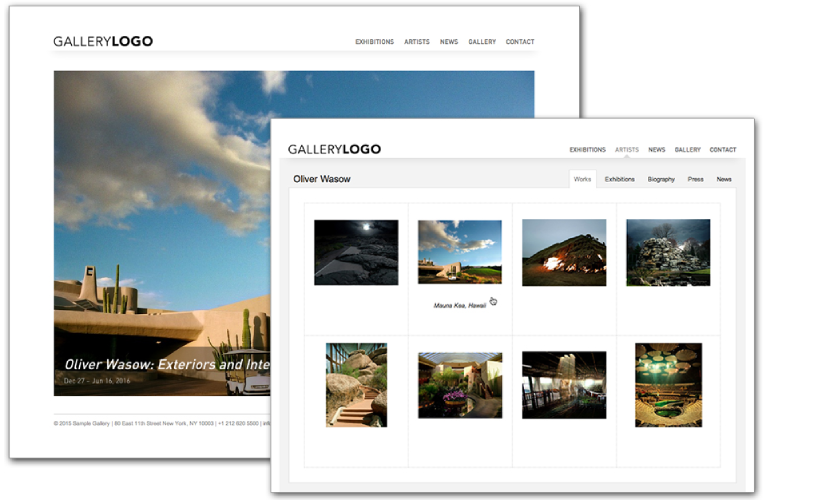 GALLERYLOGO
EXHIBITIONS ARTISTS NEWS GALLERY CONTACT
Oliver Wasow: Exteriors and Inte
Dec 27 - Jun 16, 2016
© 2015 Sample Gallery | 80 East 11th Street New York, NY 10003 | +1 212 920 5500 |
GALLERYLOGO
EXHIBITIONS ARTISTS NEWS GALLERY CONTACT
Oliver Wasow
Works Exhibitions Biography Press News
Mauna Kea, Hawaii